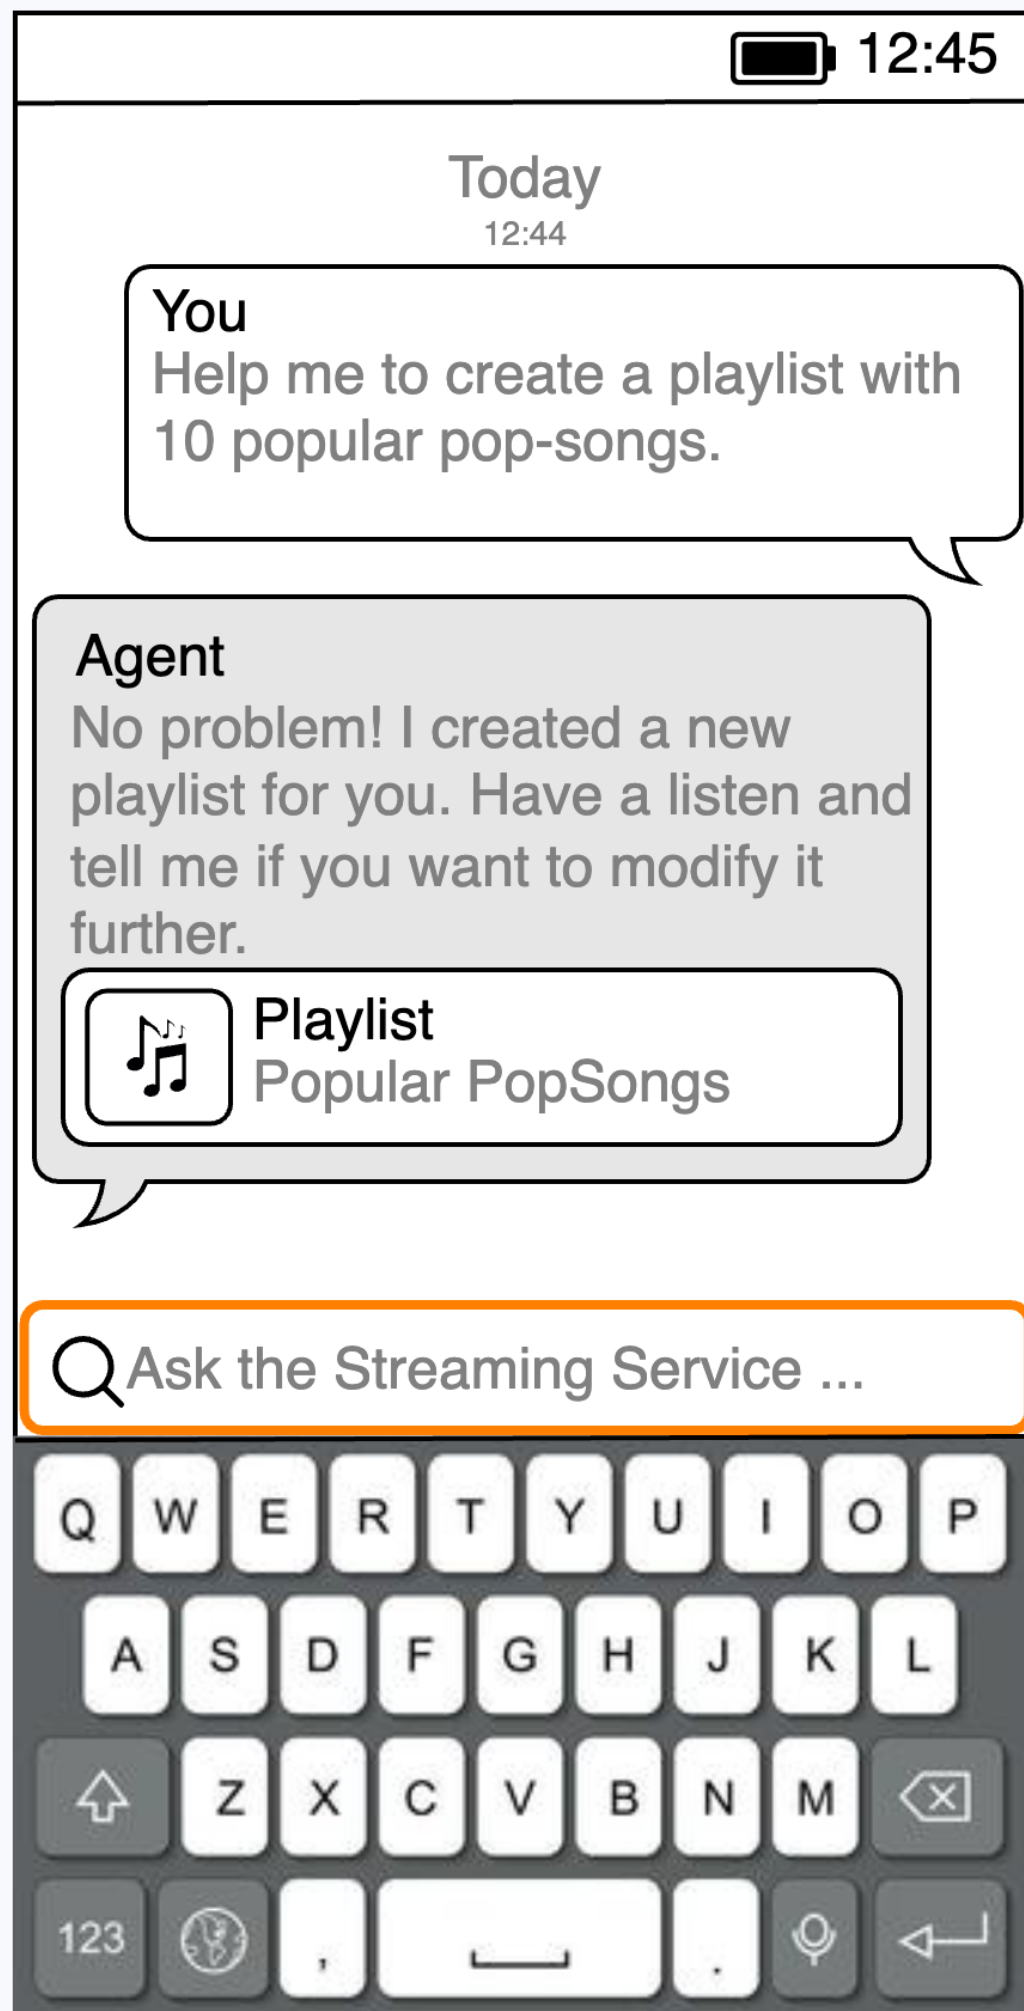 12:45
Today
12:44
You
Help me to create a playlist with
10 popular pop-songs.
Agent
No problem! I created a new
playlist for you. Have a listen and
tell me if you want to modify it
further.
Playlist
Popular PopSongs
Ask the Streaming Service ...
Q W E R T Y U I O P
A S D F G H J K L
Z X C V B N M
123 , .